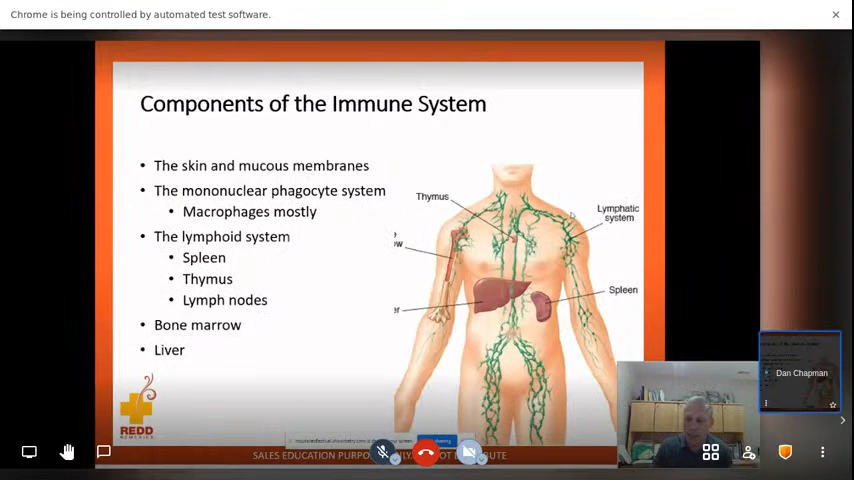 Chrome is being controlled by automated test software.
Components of the Immune System
• The skin and mucous membranes
• The mononuclear phagocyte system
• Macrophages mostly
• The lymphoid system
• Spleen
• Thymus
• Lymph nodes
• Bone marrow
• Liver
Thymus
Lymphatic
system
Spleen
Dan Chapman
REDD
REMEDIES
SALES EDUCATION PURPO